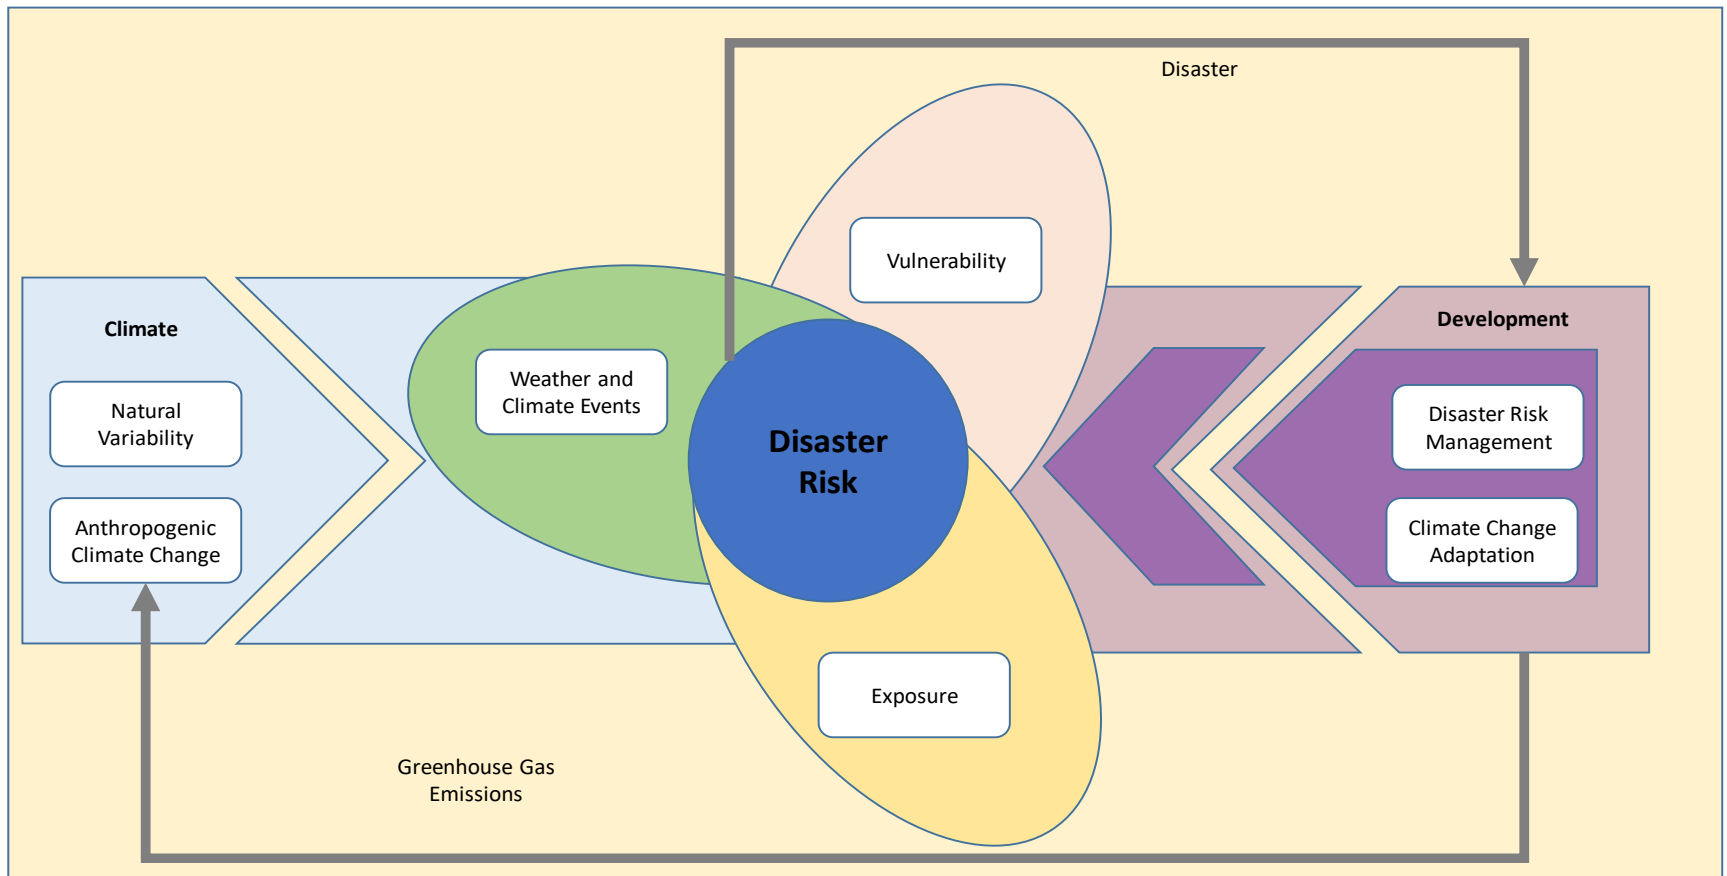 Disaster
Vulnerability
Climate
Development
Weather and
Climate Events
Natural
Variability
Disaster Risk
Management
Disaster
Risk
Anthropogenic
Climate Change
Climate Change
Adaptation
Exposure
Greenhouse Gas
Emissions